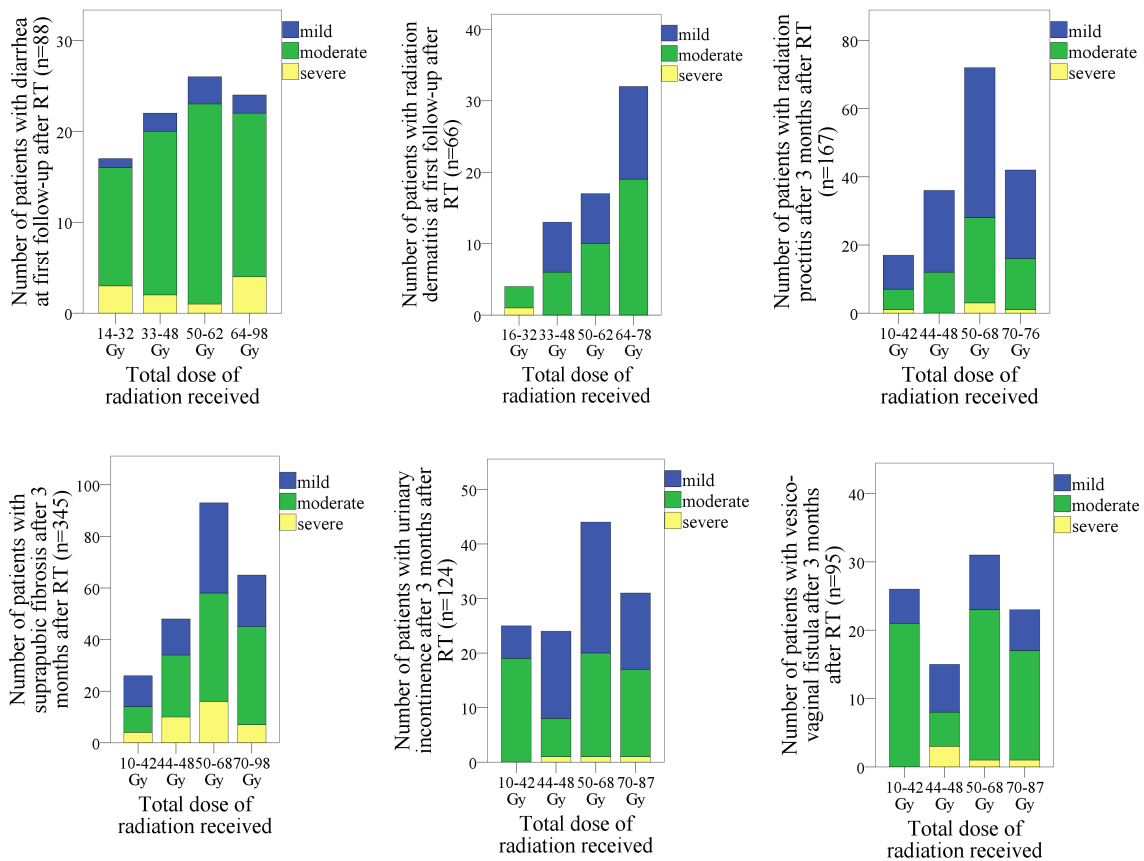 Number of patients with diarrhea
at first follow-up after RT (n=88)
30
20
10
0
mild
moderate
severe
14-32 33-48 50-62 64-98
Gy Gy Gy Gy
Total dose of
radiation received
Number of patients with radiation
dermatitis at first follow-up after
RT (n=66)
40
30
20
10
0
mild
moderate
severe
16-32 33-48 50-62 64-78
Gy Gy Gy Gy
Total dose of
radiation received
Number of patients with radiation
proctitis after 3 months after RT
(n=167)
80
60
40
20
0
mild
moderate
severe
10-42 44-48 50-68 70-76
Gy Gy Gy Gy
Total dose of
radiation received
Number of patients with
suprapubic fibrosis after 3
months after RT (n=345)
100
80
60
40
20
0
mild
moderate
severe
10-42 44-48 50-68 70-98
Gy Gy Gy Gy
Total dose of
radiation received
Number of patients with urinary
incontinence after 3 months after
RT (n=124)
50
40
30
20
10
0
mild
moderate
severe
10-42 44-48 50-68 70-87
Gy Gy Gy Gy
Total dose of
radiation received
Number of patients with vesico-
vaginal fistula after 3 months
after RT (n=95)
40
30
20
10
0
mild
moderate
severe
10-42 44-48 50-68 70-87
Gy Gy Gy Gy
Total dose of
radiation received